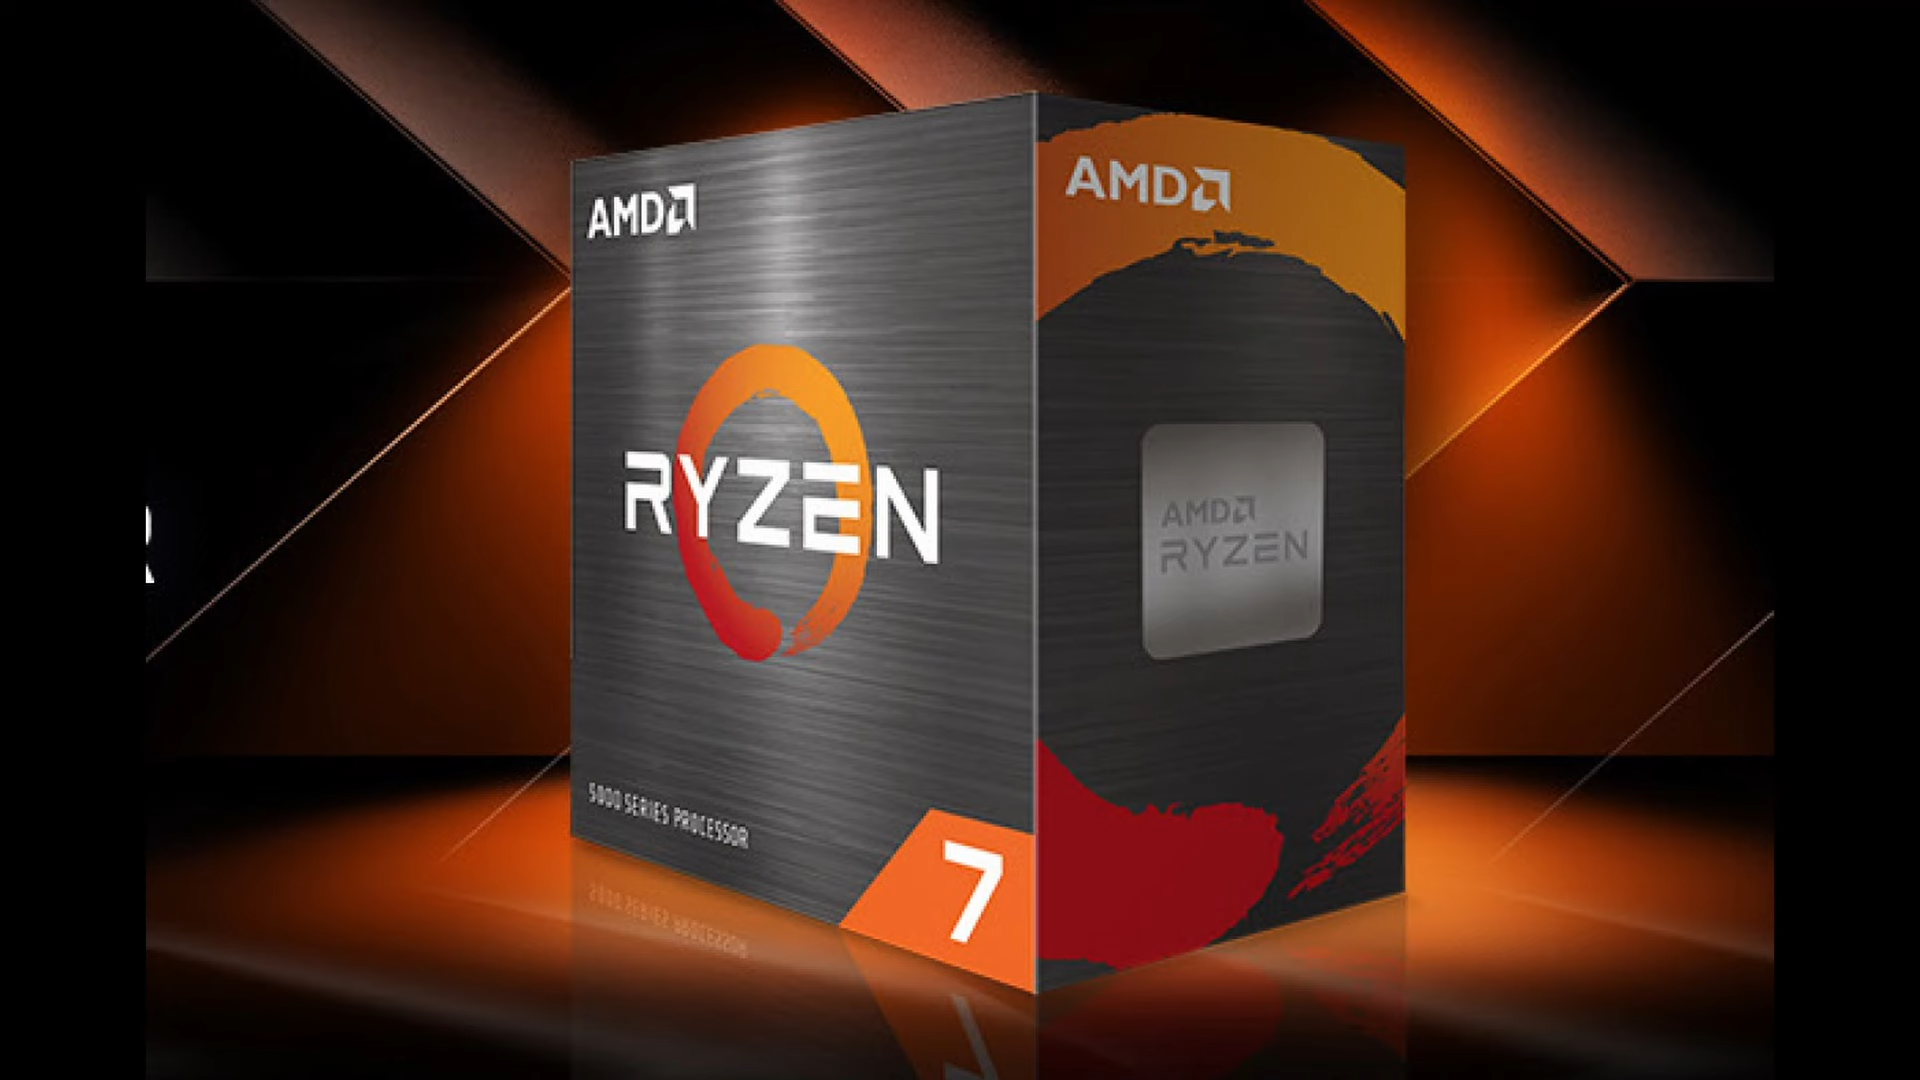 AMD
RYZEN
5000 SERIES PROCESSOR
7
AMD
AMD
RYZEN